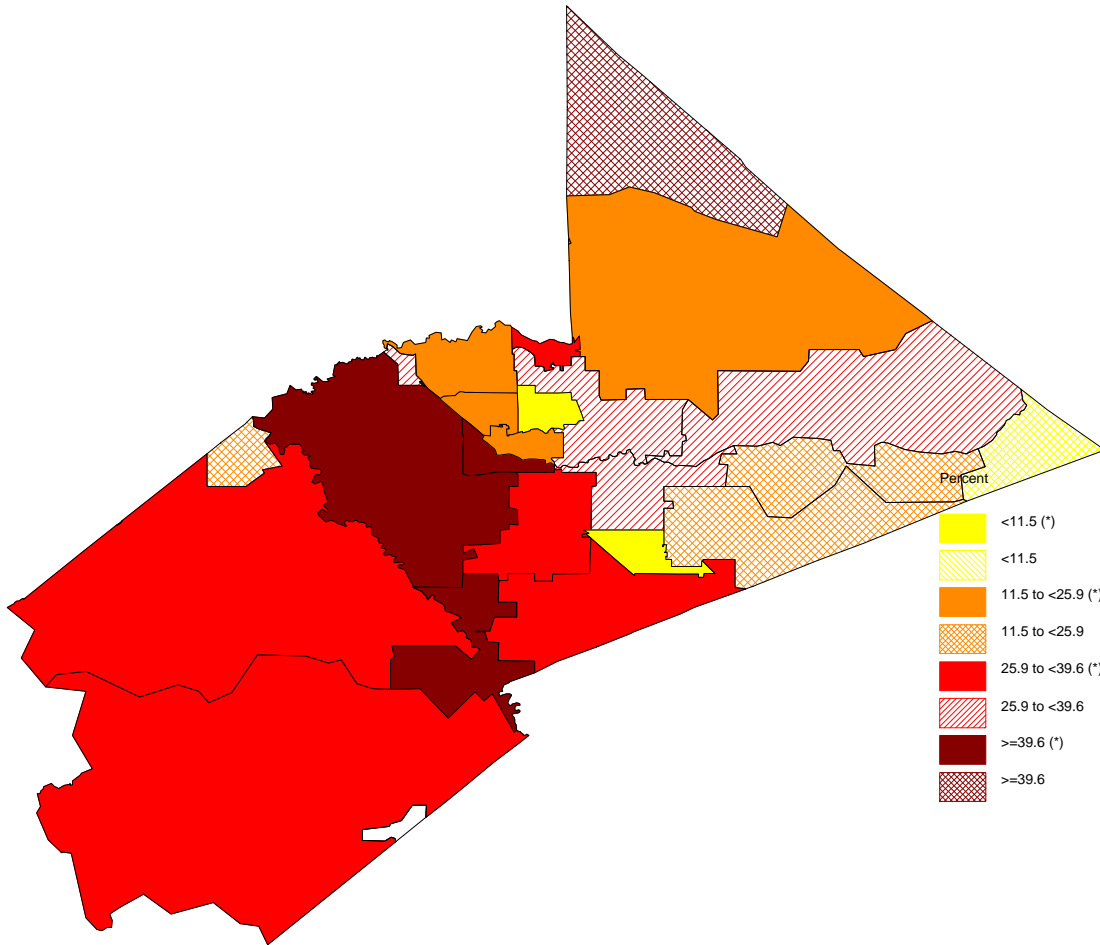 Percent
<11.5 (*)
<11.5
11.5 to <25.9 (*)
11.5 to <25.9
25.9 to <39.6 (*)
25.9 to <39.6
>=39.6 (*)
>=39.6